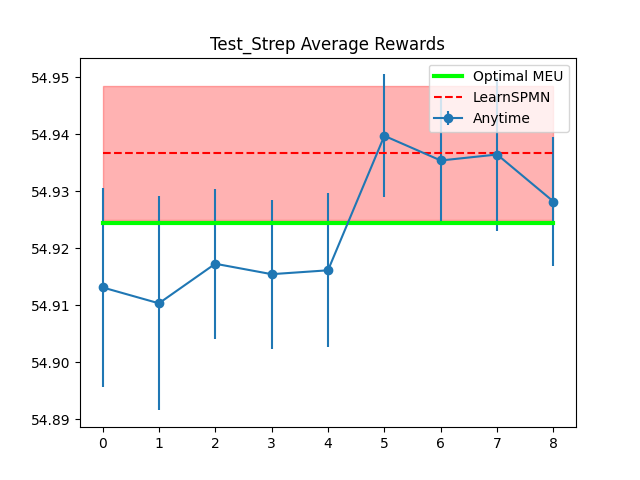 Test_Strep Average Rewards
Optimal MEU
LearnSPMN
Anytime
54.95
54.94
54.93
54.92
54.91
54.90
54.89
0 1 2 3 4 5 6 7 8